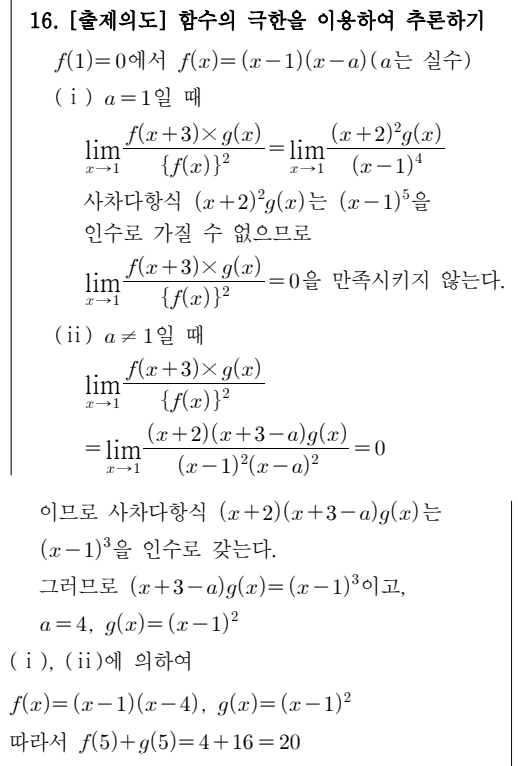 16. [출제의도] 함수의 극한을 이용하여 추론하기
f(1)=0에서 f(x)=(x−1)(x−a)(a는 실수)
(ⅰ) a=1일 때
lim_{x→1} f(x+3)×g(x)/{f(x)}² = lim_{x→1} (x+2)²g(x)/(x−1)⁴
사차다항식 (x+2)²g(x)는 (x−1)⁵을
인수로 가질 수 없으므로
lim_{x→1} f(x+3)×g(x)/{f(x)}² = 0을 만족시키지 않는다.
(ⅱ) a≠1일 때
lim_{x→1} f(x+3)×g(x)/{f(x)}²
= lim_{x→1} (x+2)(x+3−a)g(x)/(x−1)²(x−a)² = 0
이므로 사차다항식 (x+2)(x+3−a)g(x)는
(x−1)³을 인수로 갖는다.
그러므로 (x+3−a)g(x)=(x−1)³이고,
a=4, g(x)=(x−1)²
(ⅰ), (ⅱ)에 의하여
f(x)=(x−1)(x−4), g(x)=(x−1)²
따라서 f(5)+g(5)=4+16=20